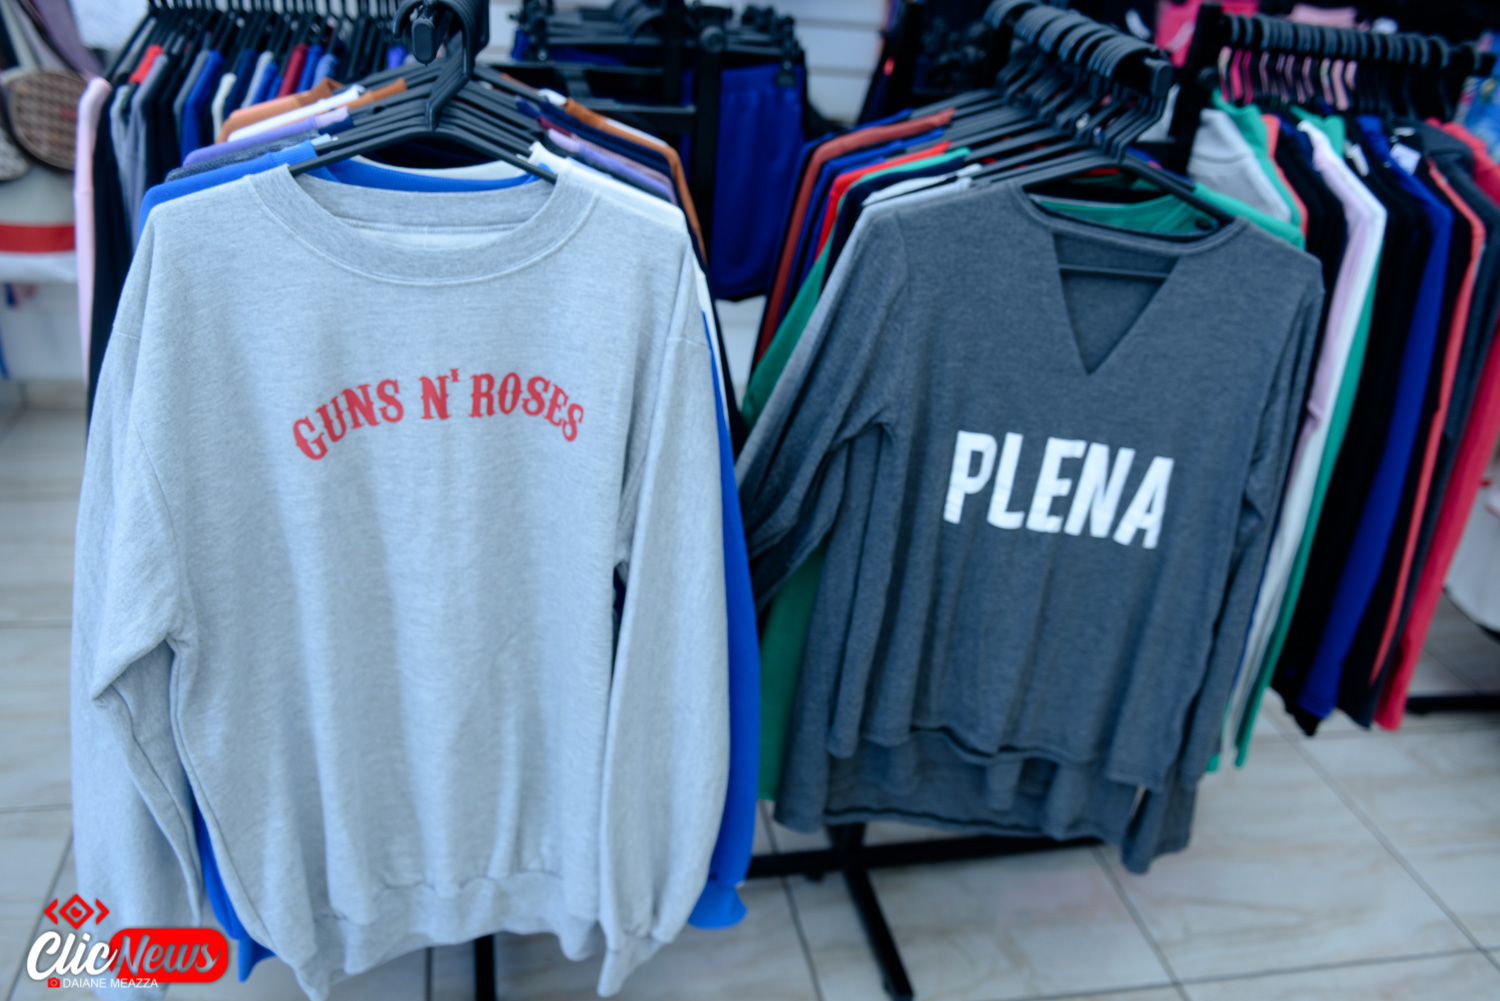 GUNS N' ROSES
PLENA
ClicNews
DAIANE MEAZZA